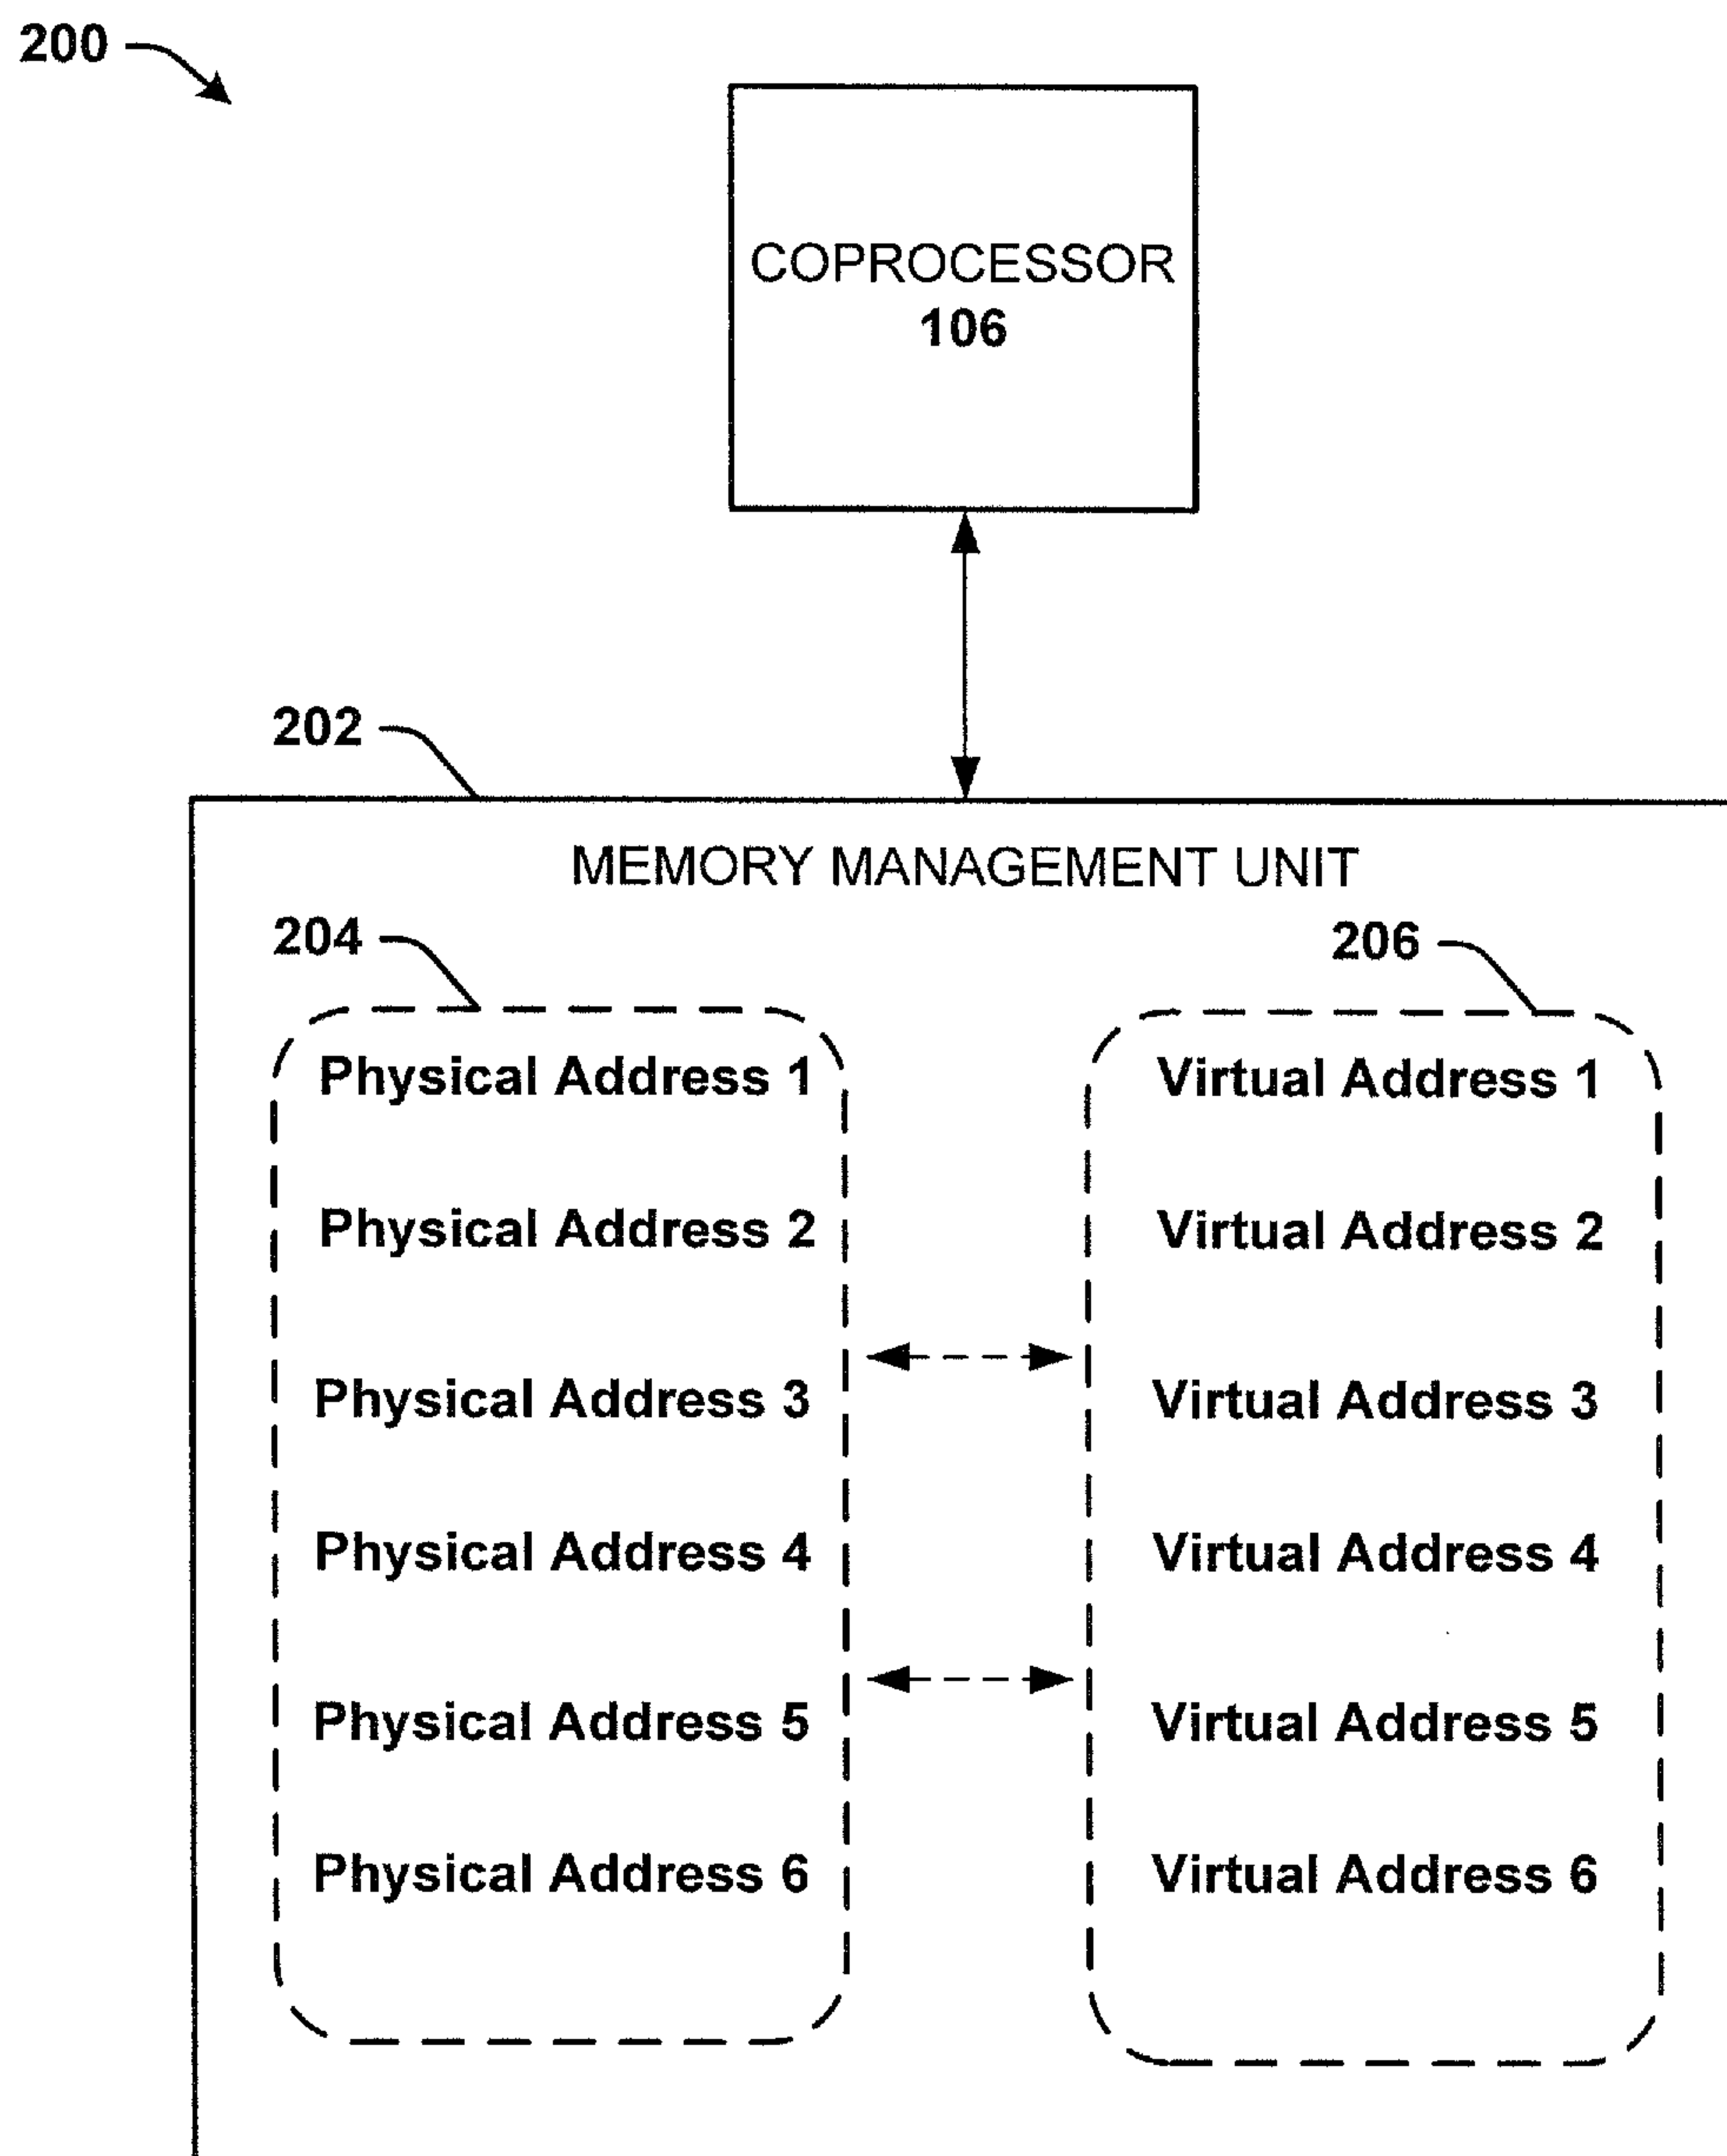 200
COPROCESSOR
106
202
MEMORY MANAGEMENT UNIT
204
206
Physical Address 1
Virtual Address 1
Physical Address 2
Virtual Address 2
Physical Address 3
Virtual Address 3
Physical Address 4
Virtual Address 4
Physical Address 5
Virtual Address 5
Physical Address 6
Virtual Address 6